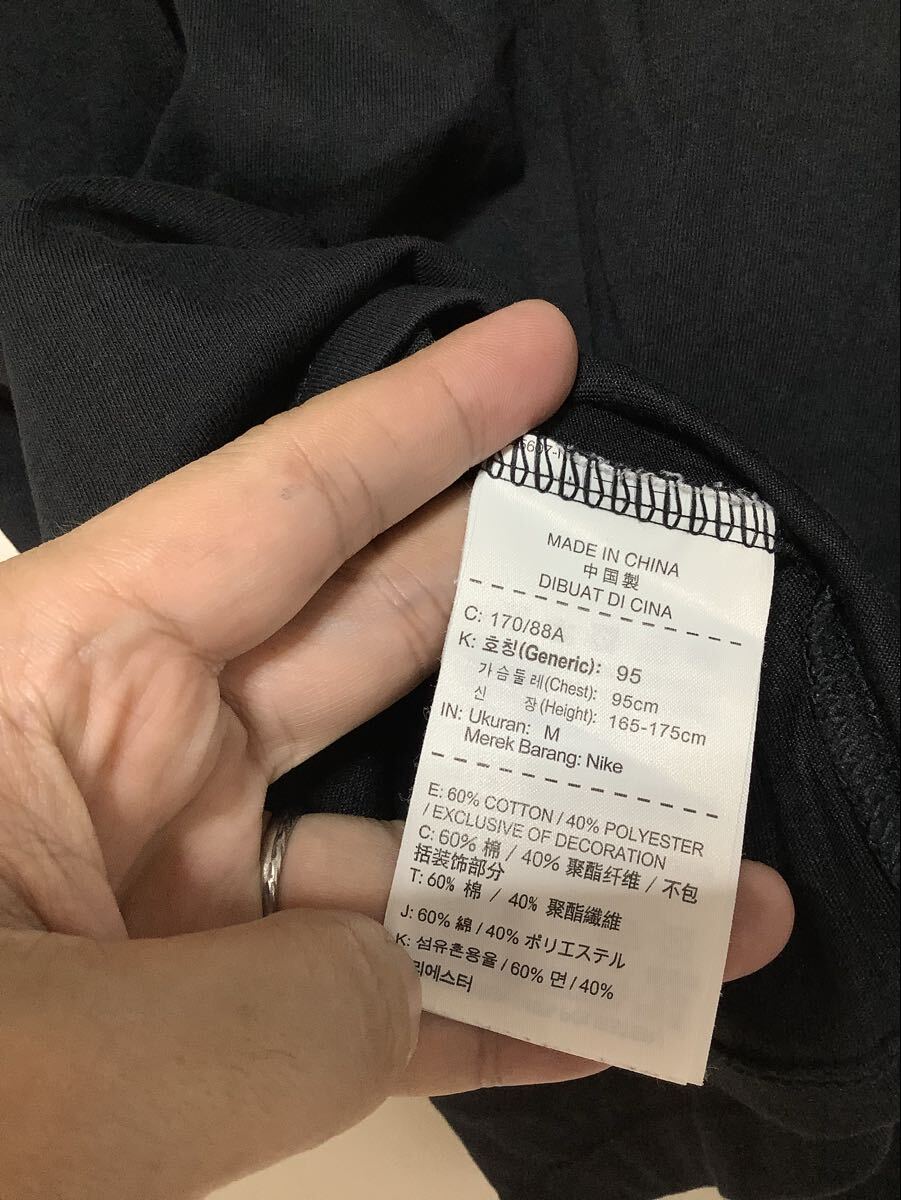 MADE IN CHINA
中国製
DIBUAT DI CINA
C: 170/88A
K: 호칭(Generic): 95
가슴둘레(Chest): 95cm
신 장(Height): 165-175cm
IN: Ukuran: M
Merek Barang: Nike
E: 60% COTTON / 40% POLYESTER
/ EXCLUSIVE OF DECORATION
C: 60% 棉 / 40% 聚酯纤维 / 不包
括装饰部分
T: 60% 棉 / 40% 聚酯纖維
J: 60% 綿 / 40% ポリエステル
K: 섬유혼용율 / 60% 면 / 40%